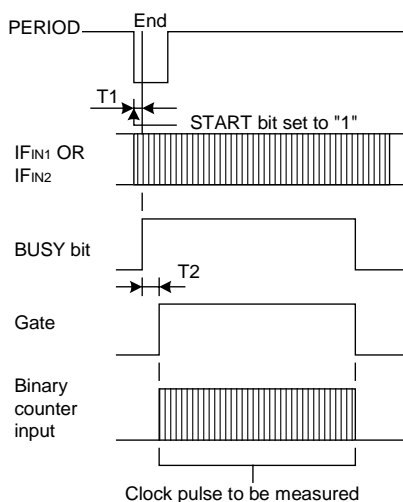 End
PERIOD
T1
START bit set to "1"
IFIN1 OR
IFIN2
BUSY bit
T2
Gate
Binary
counter
input
Clock pulse to be measured